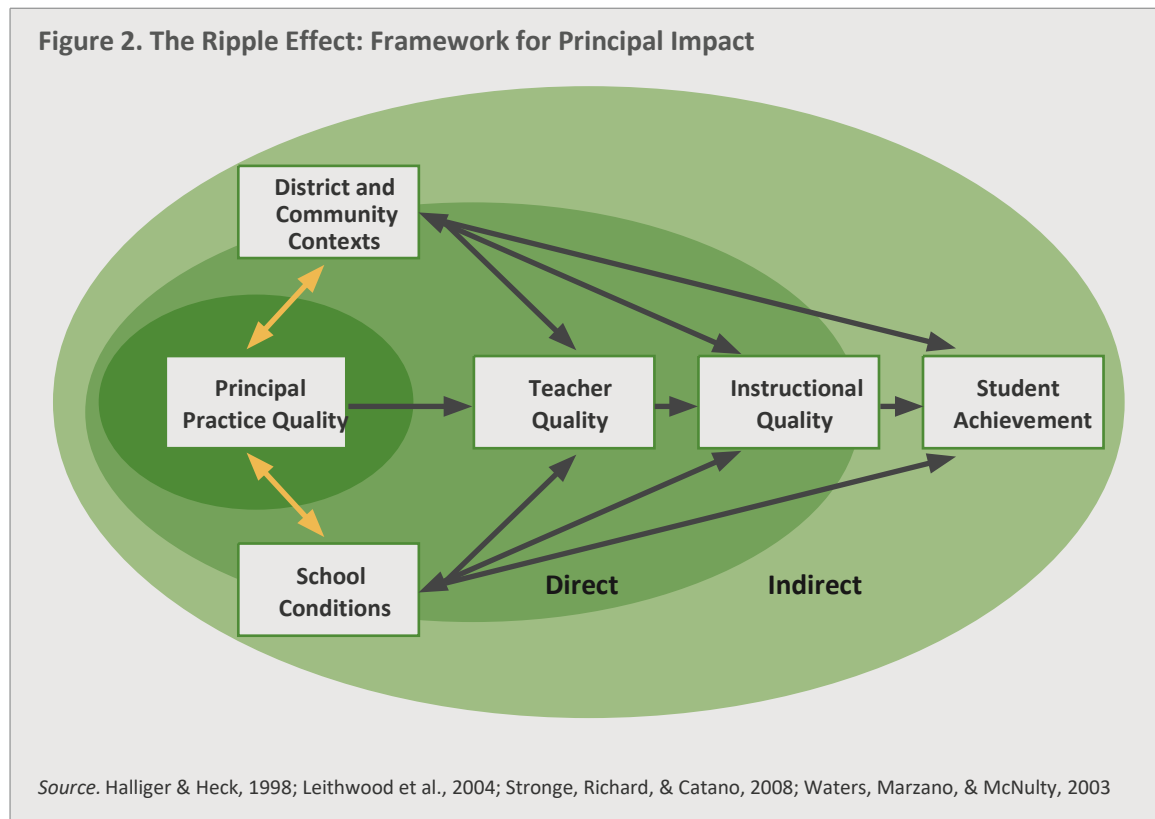 Figure 2. The Ripple Effect: Framework for Principal Impact
District and
Community
Contexts
Principal
Practice Quality
Teacher
Quality
Instructional
Quality
Student
Achievement
School
Conditions
Direct
Indirect
Source. Halliger & Heck, 1998; Leithwood et al., 2004; Stronge, Richard, & Catano, 2008; Waters, Marzano, & McNulty, 2003